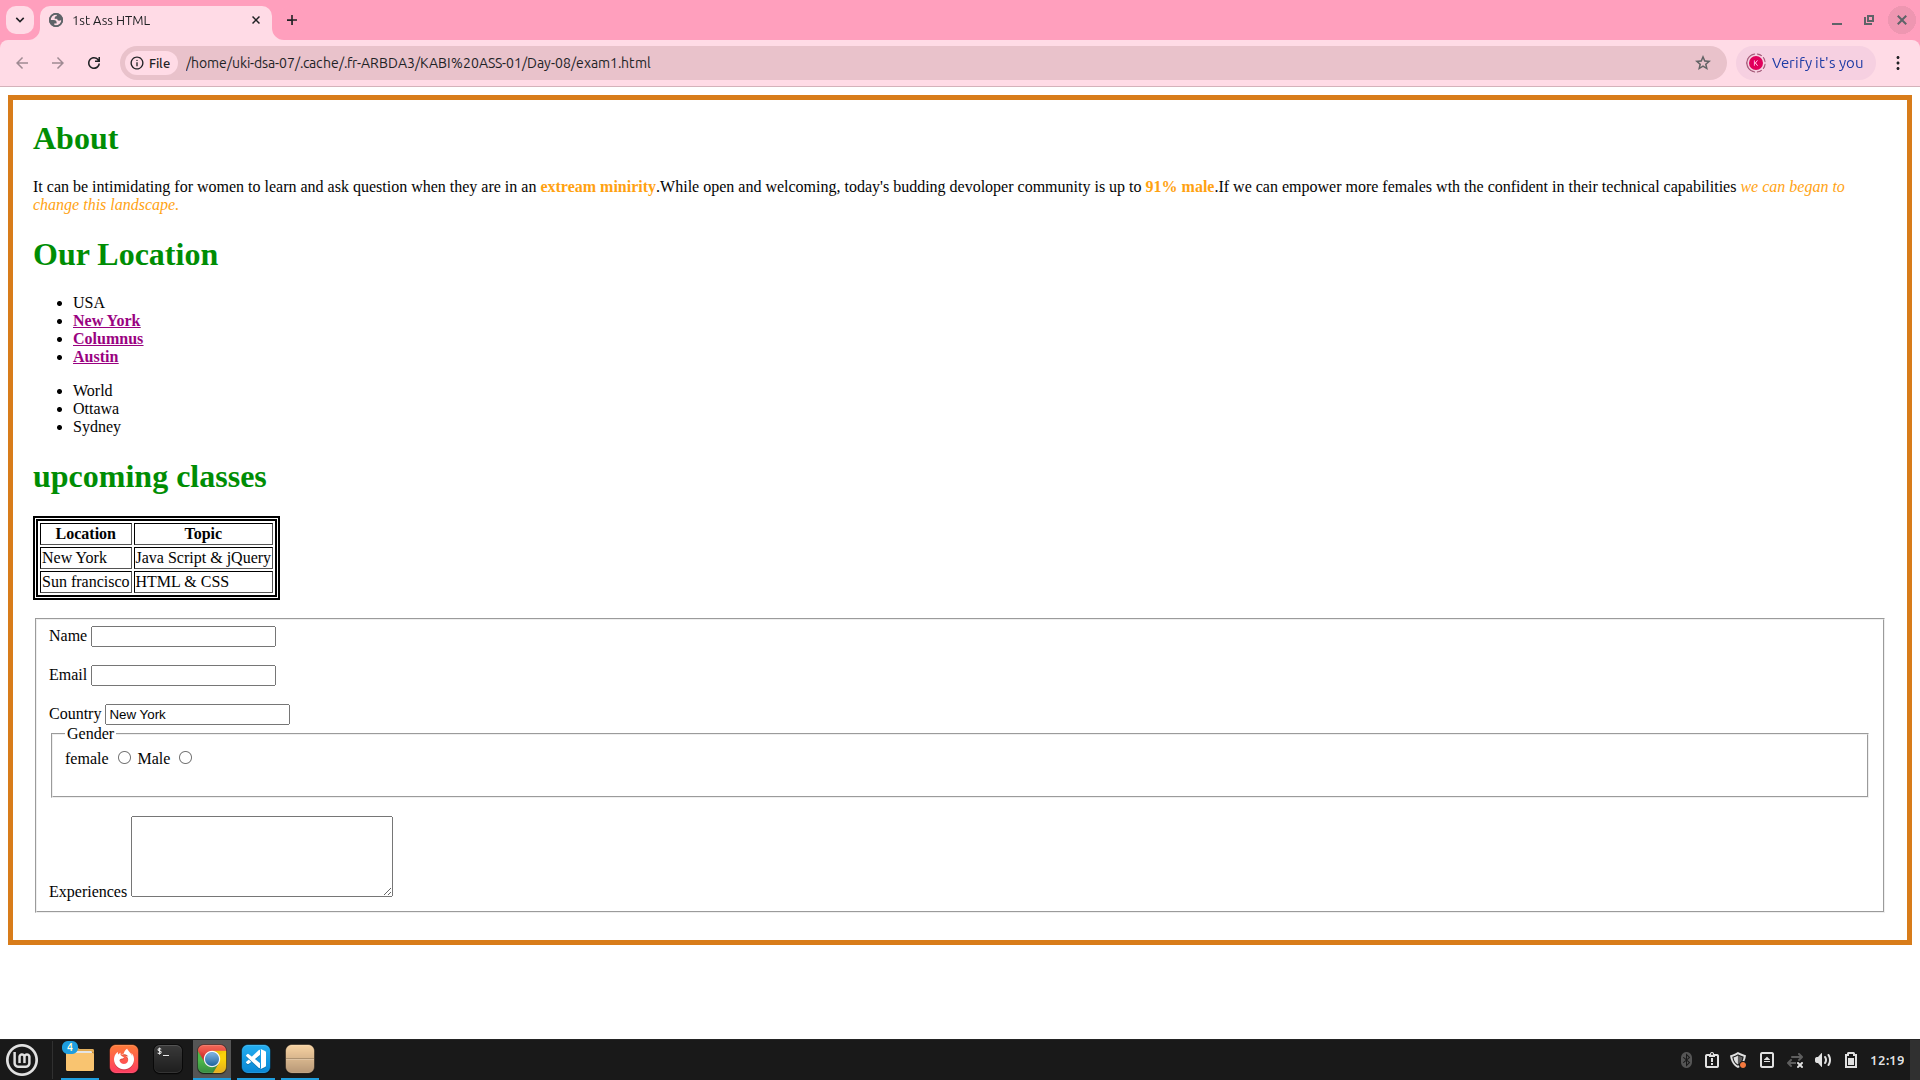 1st Ass HTML
File /home/uki-dsa-07/.cache/.fr-ARBDA3/KABI%20ASS-01/Day-08/exam1.html
K Verify it's you
About
It can be intimidating for women to learn and ask question when they are in an extream minirity.While open and welcoming, today's budding devoloper community is up to 91% male.If we can empower more females wth the confident in their technical capabilities we can began to
change this landscape.
Our Location
USA
New York
Columnus
Austin
World
Ottawa
Sydney
upcoming classes
Location Topic
New York Java Script & jQuery
Sun francisco HTML & CSS
Name
Email
Country New York
Gender
female Male
Experiences
4
12:19